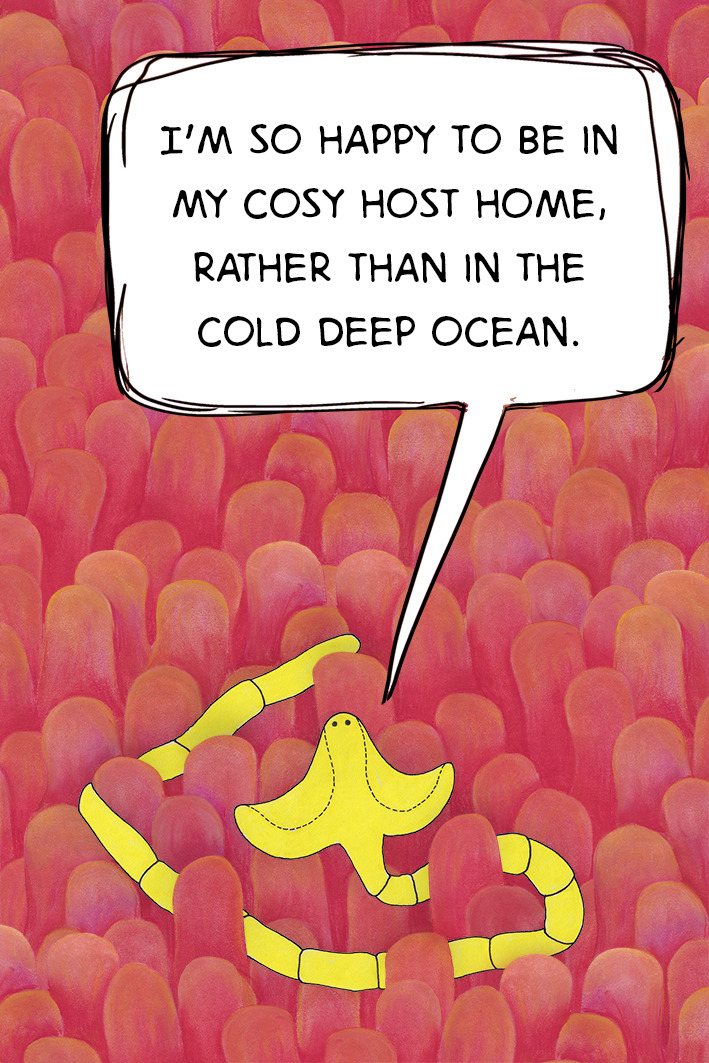 I'M SO HAPPY TO BE IN
MY COSY HOST HOME,
RATHER THAN IN THE
COLD DEEP OCEAN.